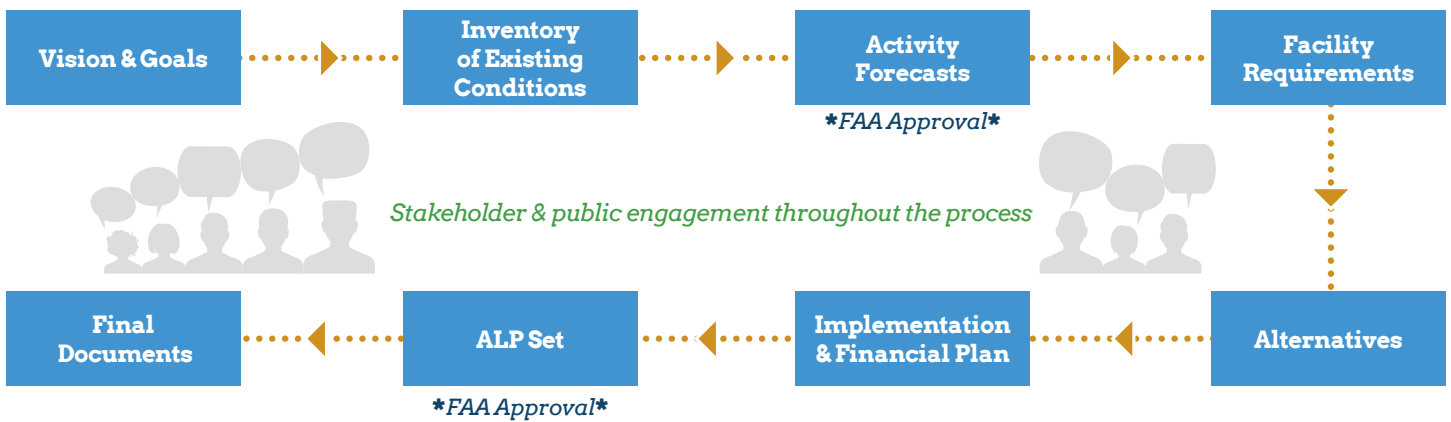 Vision & Goals
Inventory
of Existing
Conditions
Activity
Forecasts
*FAA Approval*
Facility
Requirements
Stakeholder & public engagement throughout the process
Alternatives
Implementation
& Financial Plan
ALP Set
*FAA Approval*
Final
Documents